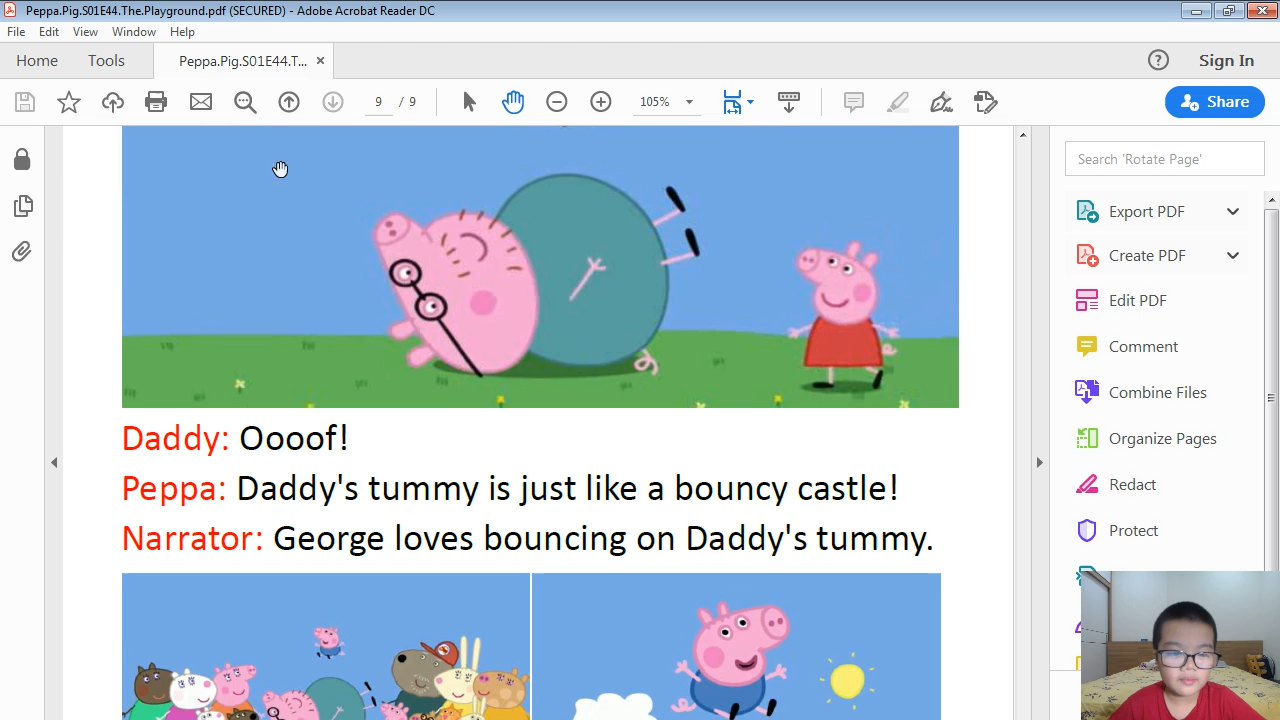 Peppa.Pig.S01E44.The.Playground.pdf (SECURED) - Adobe Acrobat Reader DC
File Edit View Window Help
Home Tools Peppa.Pig.S01E44.T... × Sign In
9 / 9 105% Share
Search 'Rotate Page'
Export PDF
Create PDF
Edit PDF
Comment
Combine Files
Organize Pages
Redact
Protect
Daddy: Oooof!
Peppa: Daddy's tummy is just like a bouncy castle!
Narrator: George loves bouncing on Daddy's tummy.